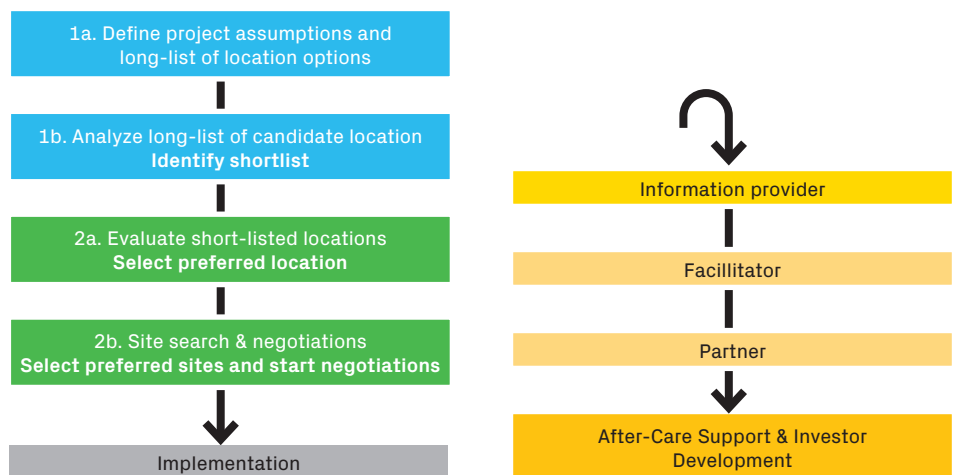 1a. Define project assumptions and
long-list of location options
1b. Analyze long-list of candidate location
Identify shortlist
2a. Evaluate short-listed locations
Select preferred location
2b. Site search & negotiations
Select preferred sites and start negotiations
Implementation
Information provider
Facillitator
Partner
After-Care Support & Investor
Development